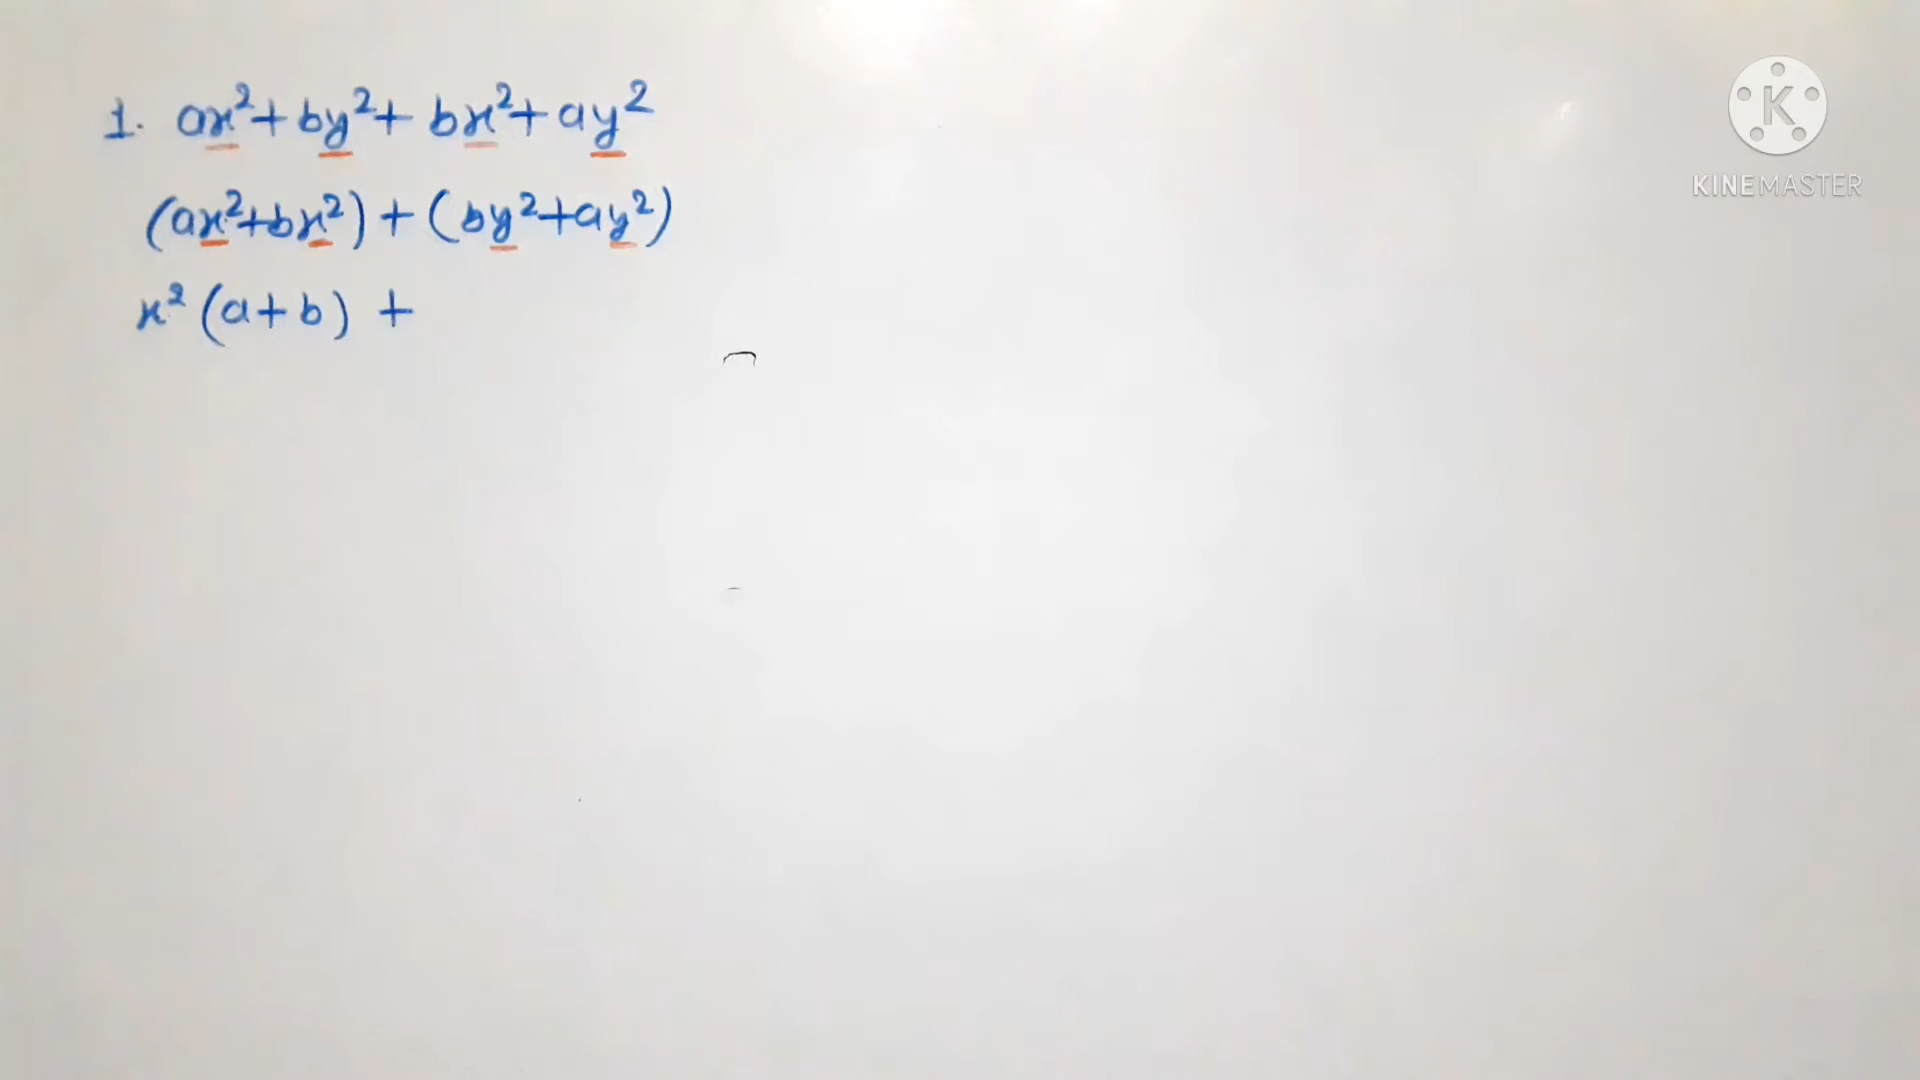 1. ax²+by²+bx²+ay²
(ax²+bx²)+(by²+ay²)
x²(a+b) +
K
KINEMASTER